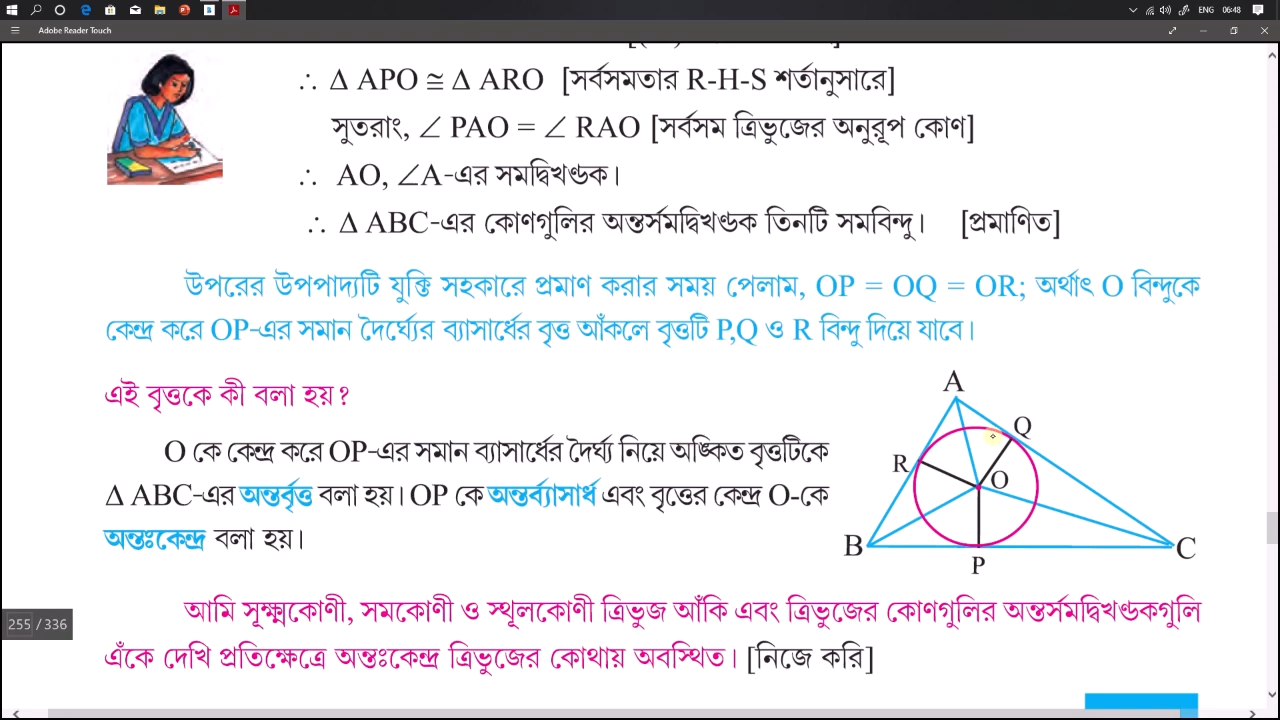 ENG 06:48
Adobe Reader Touch
∴ Δ APO ≅ Δ ARO [সর্বসমতার R-H-S শর্তানুসারে]
সুতরাং, ∠ PAO = ∠ RAO [সর্বসম ত্রিভুজের অনুরূপ কোণ]
∴ AO, ∠A-এর সমদ্বিখণ্ডক।
∴ Δ ABC-এর কোণগুলির অন্তর্সমদ্বিখণ্ডক তিনটি সমবিন্দু। [প্রমাণিত]
উপরের উপপাদ্যটি যুক্তি সহকারে প্রমাণ করার সময় পেলাম, OP = OQ = OR; অর্থাৎ O বিন্দুকে
কেন্দ্র করে OP-এর সমান দৈর্ঘ্যের ব্যাসার্ধের বৃত্ত আঁকলে বৃত্তটি P,Q ও R বিন্দু দিয়ে যাবে।
এই বৃত্তকে কী বলা হয়?
O কে কেন্দ্র করে OP-এর সমান ব্যাসার্ধের দৈর্ঘ্য নিয়ে অঙ্কিত বৃত্তটিকে
Δ ABC-এর অন্তর্বৃত্ত বলা হয়। OP কে অন্তর্ব্যাসার্ধ এবং বৃত্তের কেন্দ্র O-কে
অন্তঃকেন্দ্র বলা হয়।
A
Q
R
O
B
C
P
আমি সূক্ষ্মকোণী, সমকোণী ও স্থূলকোণী ত্রিভুজ আঁকি এবং ত্রিভুজের কোণগুলির অন্তর্সমদ্বিখণ্ডকগুলি
এঁকে দেখি প্রতিক্ষেত্রে অন্তঃকেন্দ্র ত্রিভুজের কোথায় অবস্থিত। [নিজে করি]
255 / 336